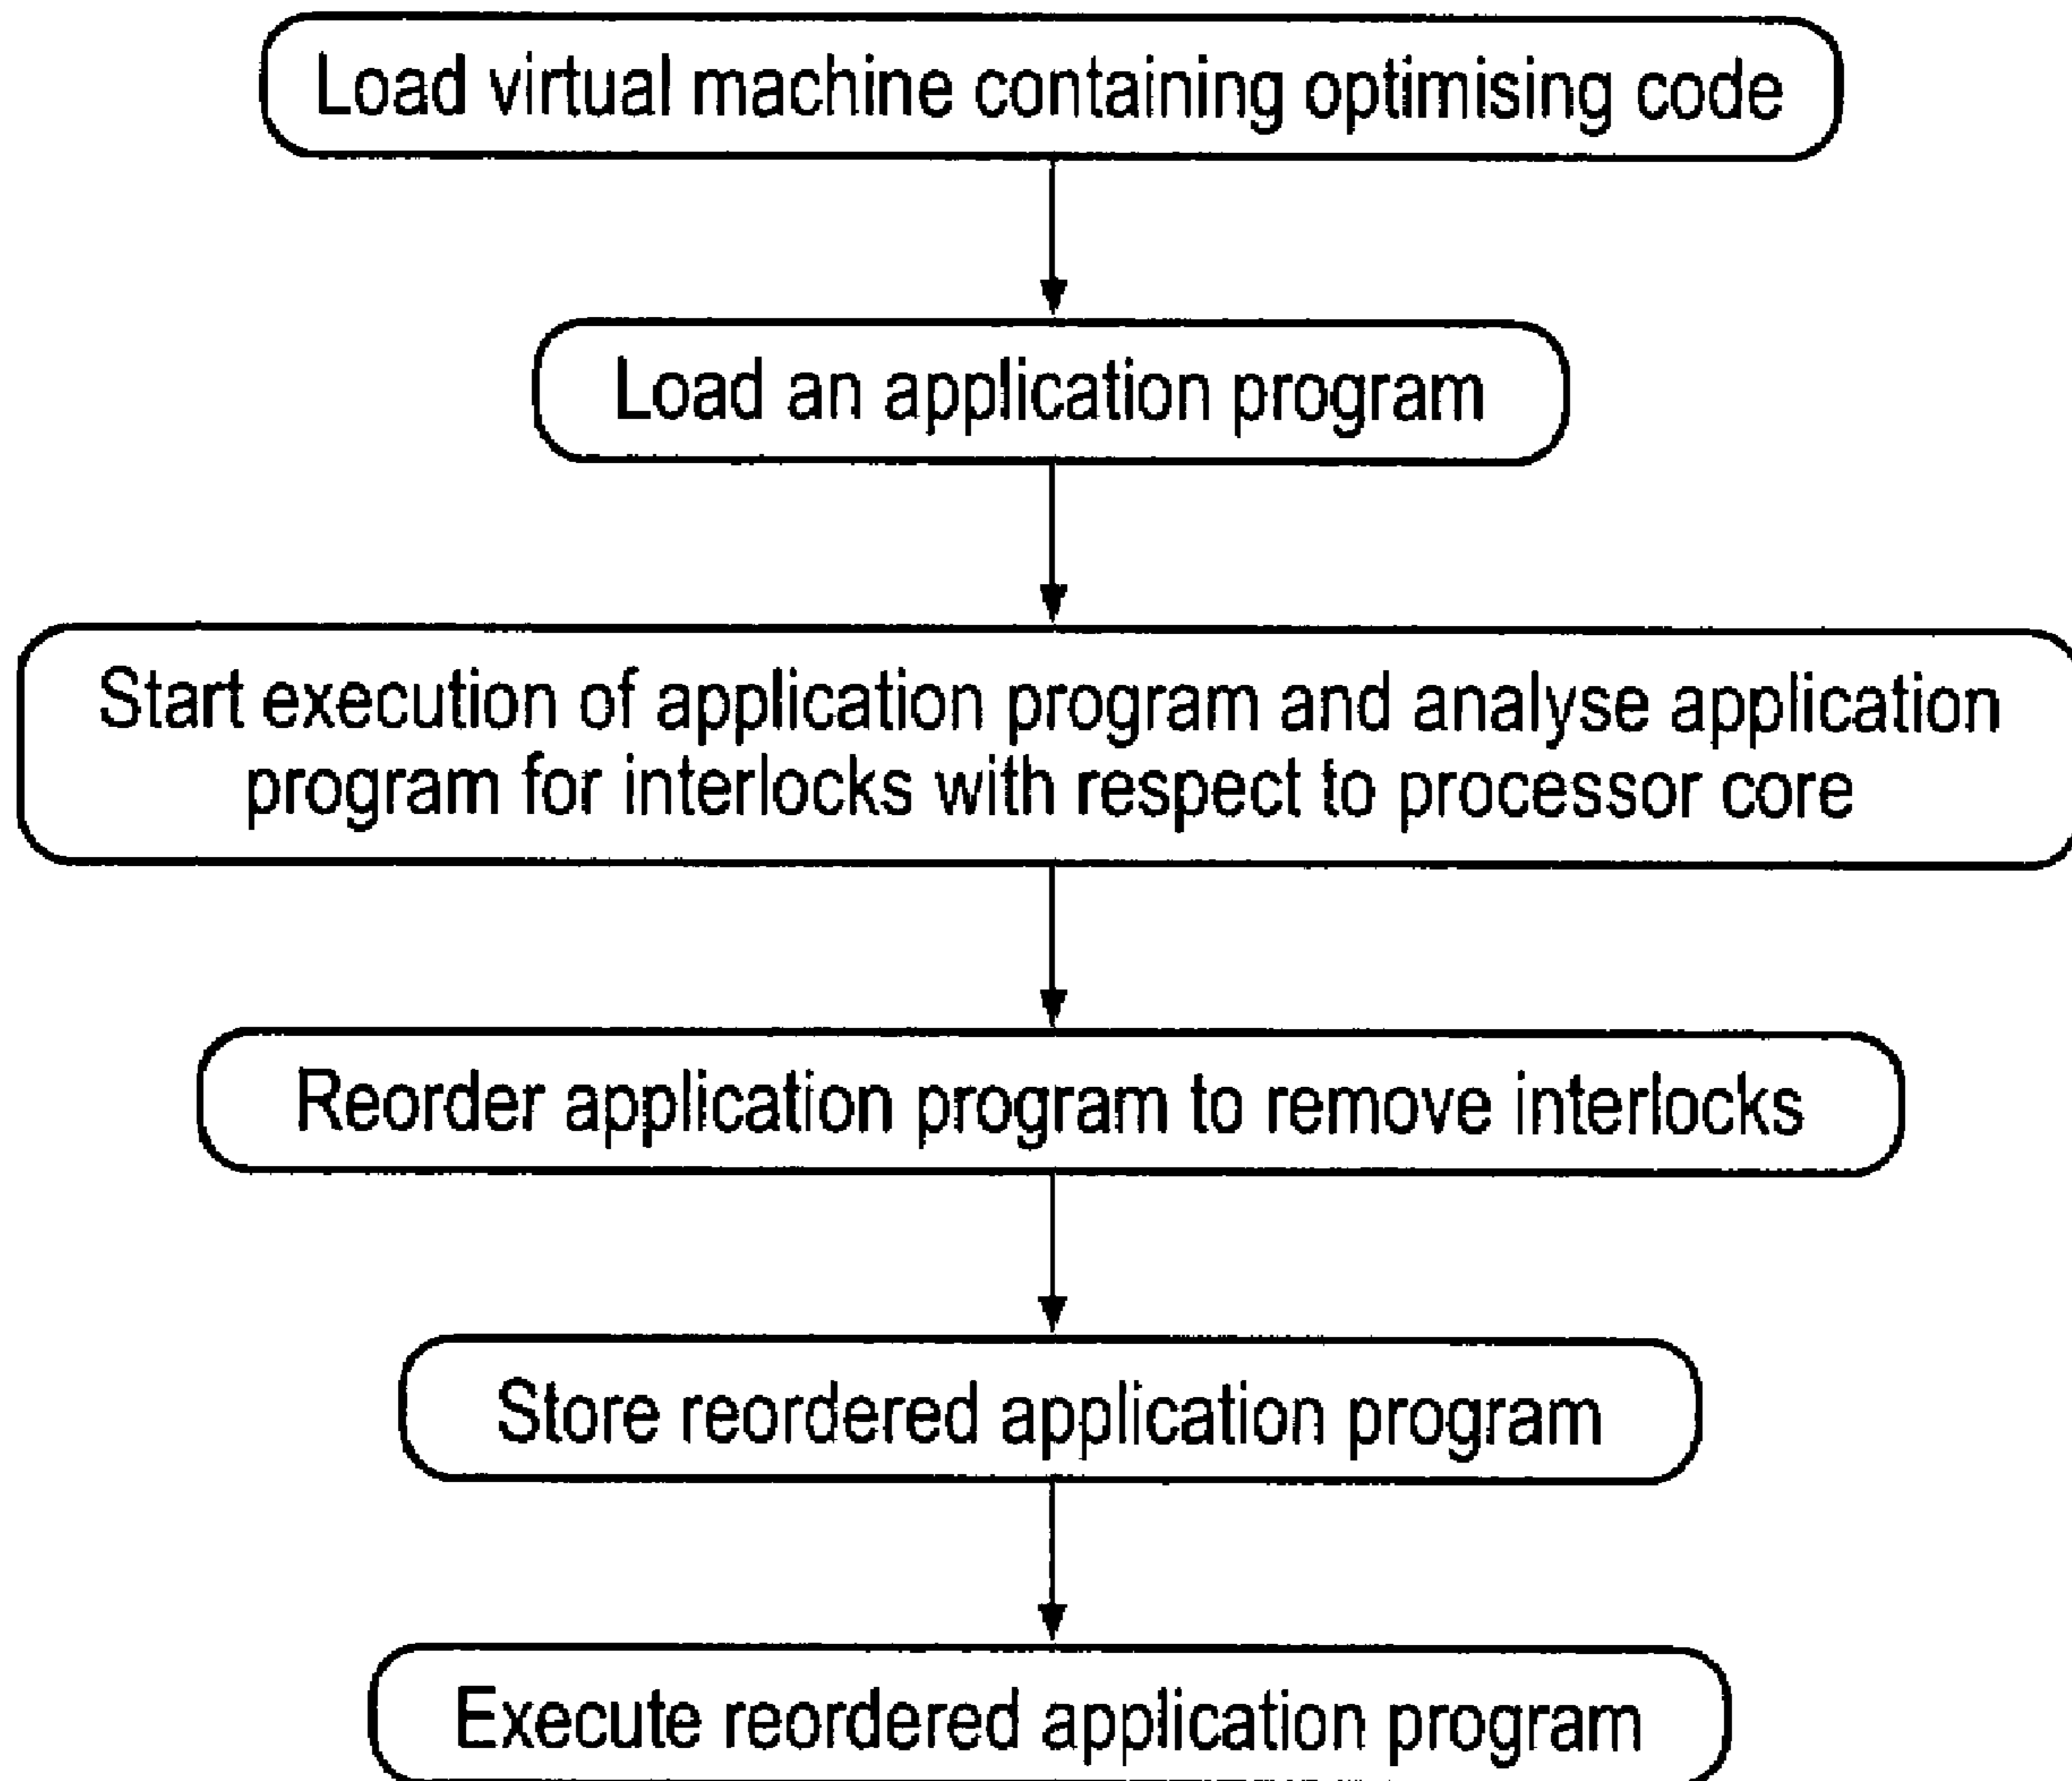 Load virtual machine containing optimising code
Load an application program
Start execution of application program and analyse application
program for interlocks with respect to processor core
Reorder application program to remove interlocks
Store reordered application program
Execute reordered application program